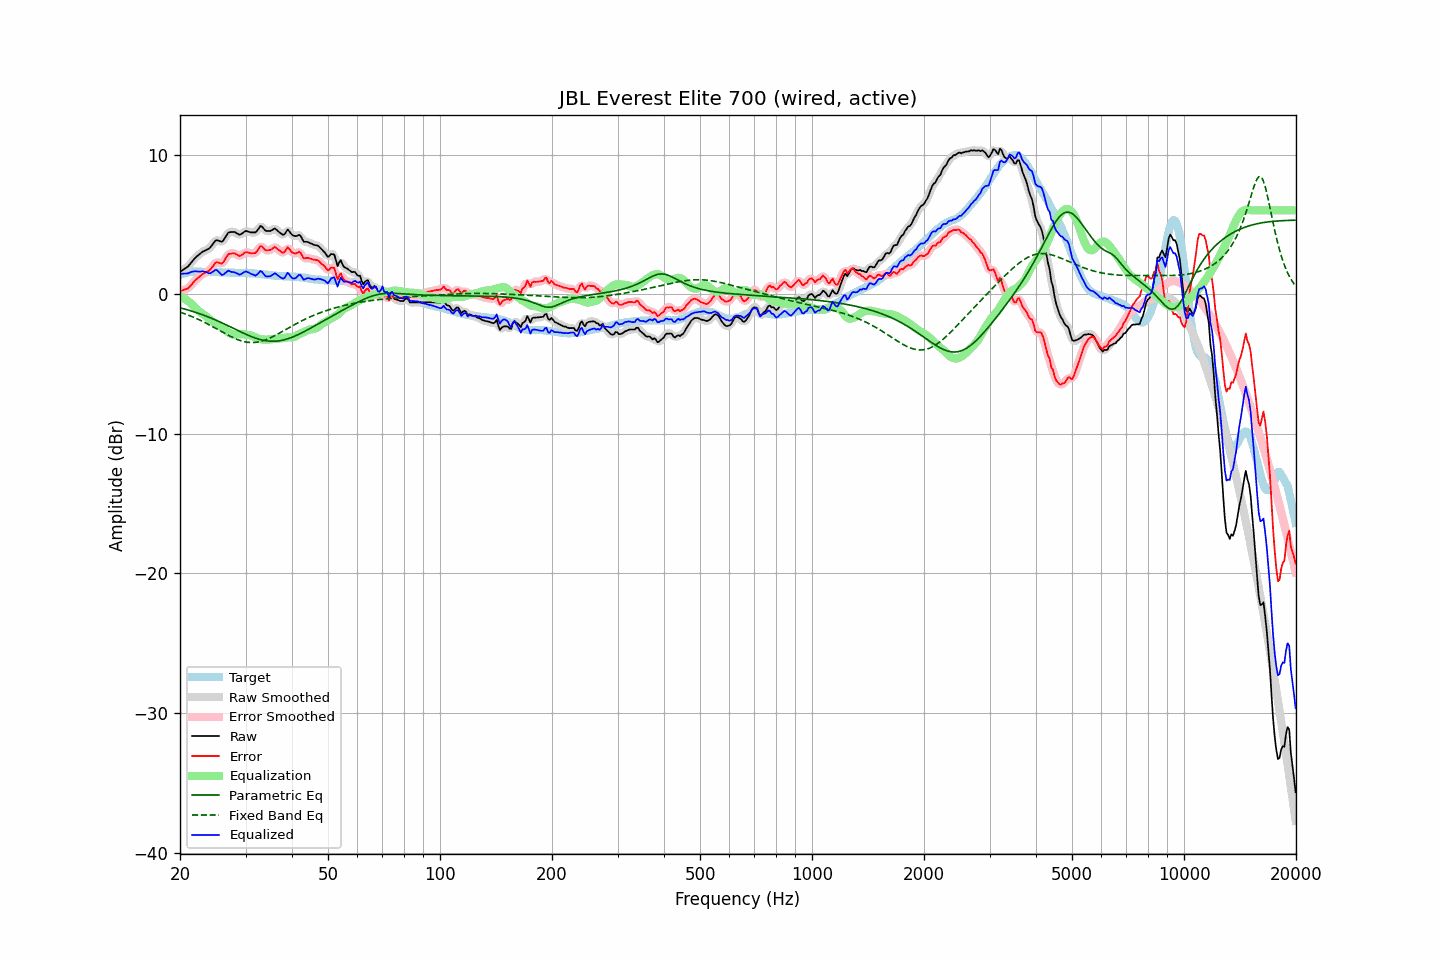 JBL Everest Elite 700 (wired, active)
10
0
−10
−20
−30
−40
Amplitude (dBr)
Target
Raw Smoothed
Error Smoothed
Raw
Error
Equalization
Parametric Eq
Fixed Band Eq
Equalized
20 50 100 200 500 1000 2000 5000 10000 20000
Frequency (Hz)